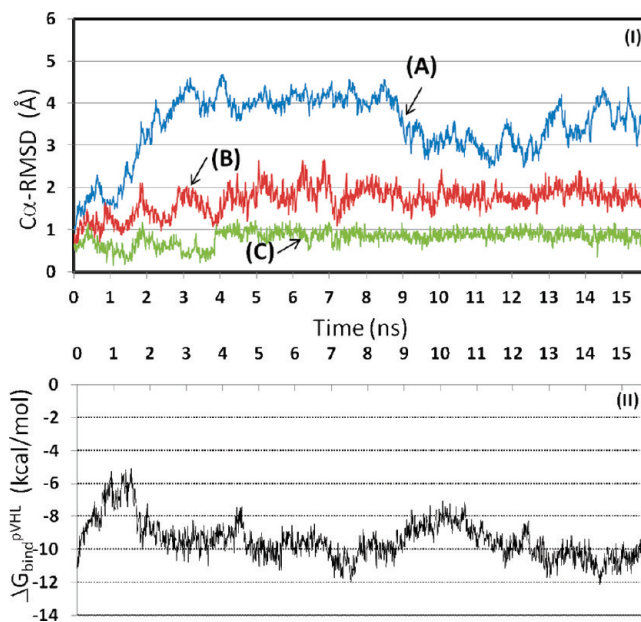 (I)
6
5
4
3
2
1
0
Cα-RMSD (Å)
(A)
(B)
(C)
0 1 2 3 4 5 6 7 8 9 10 11 12 13 14 15
Time (ns)
0 1 2 3 4 5 6 7 8 9 10 11 12 13 14 15
(II)
0
-2
-4
-6
-8
-10
-12
-14
ΔG_bind^pVHL (kcal/mol)